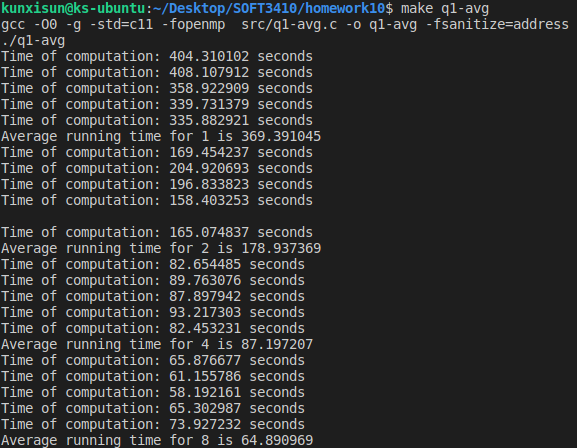 kunxisun@ks-ubuntu:~/Desktop/SOFT3410/homework10$ make q1-avg
gcc -O0 -g -std=c11 -fopenmp  src/q1-avg.c -o q1-avg -fsanitize=address
./q1-avg
Time of computation: 404.310102 seconds
Time of computation: 408.107912 seconds
Time of computation: 358.922909 seconds
Time of computation: 339.731379 seconds
Time of computation: 335.882921 seconds
Average running time for 1 is 369.391045
Time of computation: 169.454237 seconds
Time of computation: 204.920693 seconds
Time of computation: 196.833823 seconds
Time of computation: 158.403253 seconds

Time of computation: 165.074837 seconds
Average running time for 2 is 178.937369
Time of computation: 82.654485 seconds
Time of computation: 89.763076 seconds
Time of computation: 87.897942 seconds
Time of computation: 93.217303 seconds
Time of computation: 82.453231 seconds
Average running time for 4 is 87.197207
Time of computation: 65.876677 seconds
Time of computation: 61.155786 seconds
Time of computation: 58.192161 seconds
Time of computation: 65.302987 seconds
Time of computation: 73.927232 seconds
Average running time for 8 is 64.890969